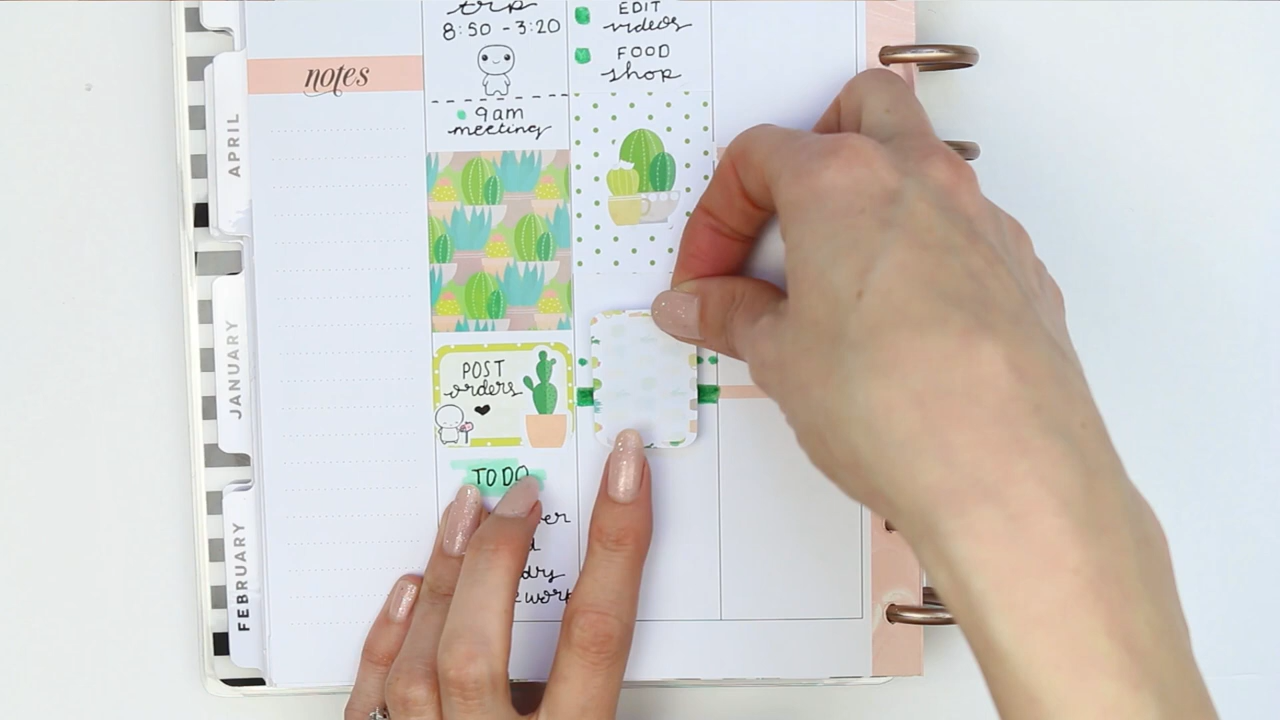 trip
8:50 - 3:20
9am
meeting
EDIT
videos
FOOD
shop
notes
POST
orders
TO DO
APRIL
JANUARY
FEBRUARY